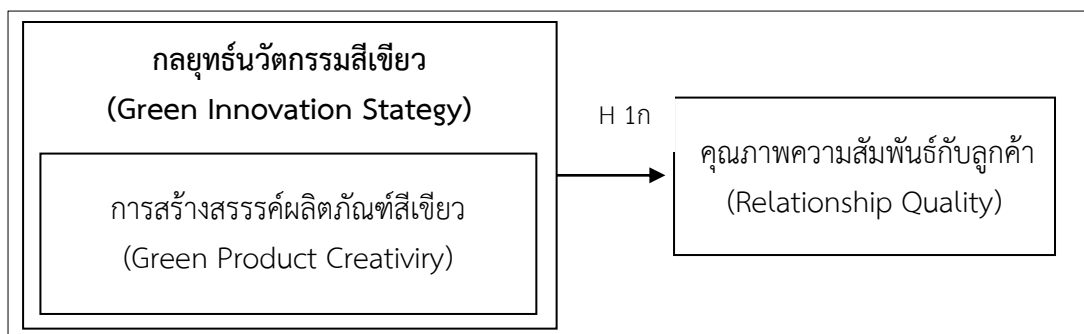 กลยุทธ์นวัตกรรมสีเขียว
(Green Innovation Stategy)
การสร้างสรรรค์ผลิตภัณฑ์สีเขียว
(Green Product Creativiry)
H 1ก
คุณภาพความสัมพันธ์กับลูกค้า
(Relationship Quality)